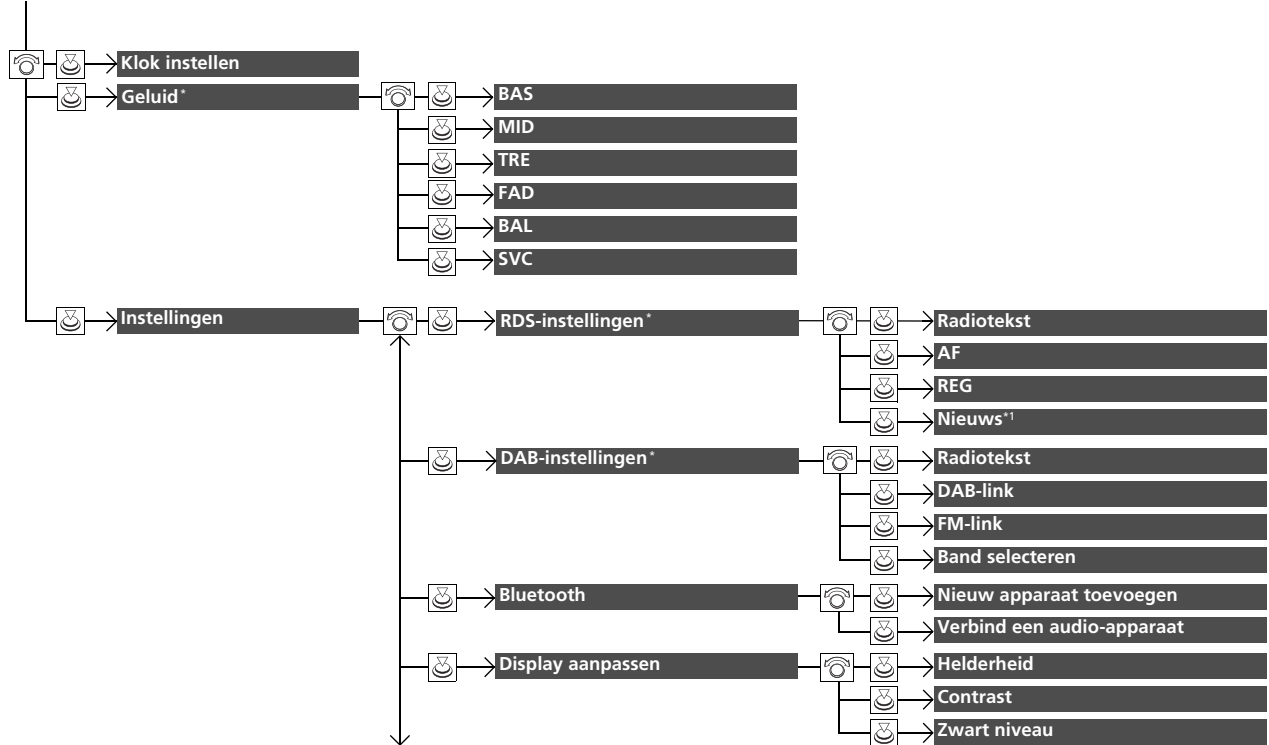 Klok instellen
Geluid*
BAS
MID
TRE
FAD
BAL
SVC
Instellingen
RDS-instellingen*
Radiotekst
AF
REG
Nieuws*1
DAB-instellingen*
Radiotekst
DAB-link
FM-link
Band selecteren
Bluetooth
Nieuw apparaat toevoegen
Verbind een audio-apparaat
Display aanpassen
Helderheid
Contrast
Zwart niveau